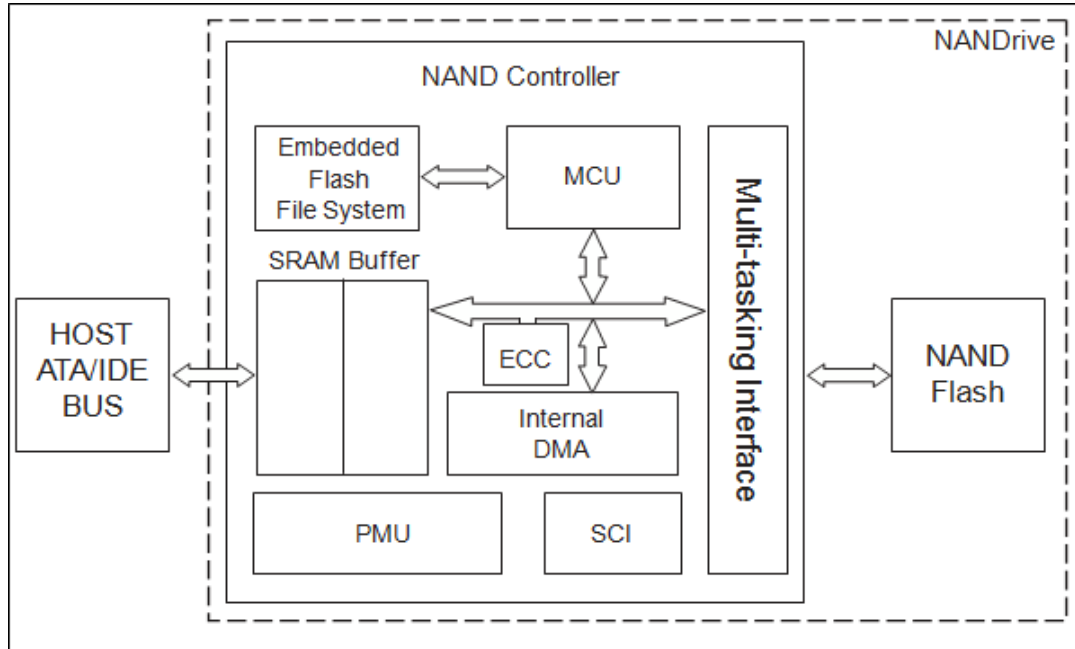 NANDrive
NAND Controller
Embedded
Flash
File System
MCU
Multi-tasking Interface
SRAM Buffer
HOST
ATA/IDE
BUS
ECC
Internal
DMA
NAND
Flash
PMU
SCI